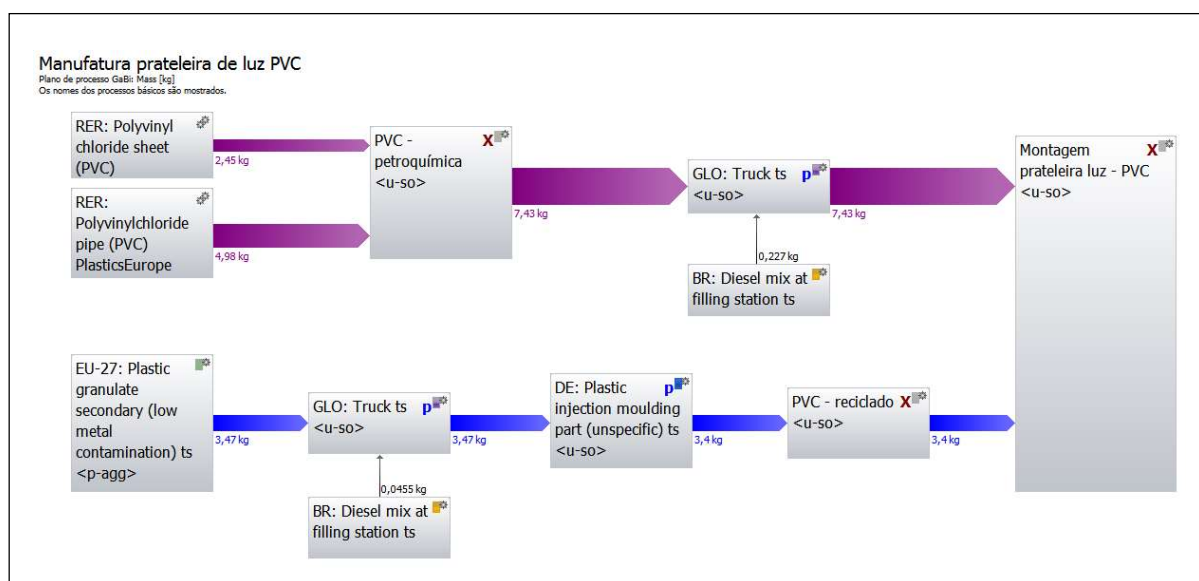 Manufatura prateleira de luz PVC
Plano de processo GaBi: Mass [kg]
Os nomes dos processos básicos são mostrados.
RER: Polyvinyl
chloride sheet
(PVC)
2,45 kg
RER:
Polyvinylchloride
pipe (PVC)
PlasticsEurope
4,98 kg
PVC -
petroquímica
<u-so>
X
7,43 kg
GLO: Truck ts
<u-so>
p
7,43 kg
0,227 kg
BR: Diesel mix at
filling station ts
Montagem
prateleira luz - PVC
<u-so>
X
EU-27: Plastic
granulate
secondary (low
metal
contamination) ts
<p-agg>
3,47 kg
GLO: Truck ts
<u-so>
p
3,47 kg
0,0455 kg
BR: Diesel mix at
filling station ts
DE: Plastic
injection moulding
part (unspecific) ts
<u-so>
p
3,4 kg
PVC - reciclado
<u-so>
X
3,4 kg